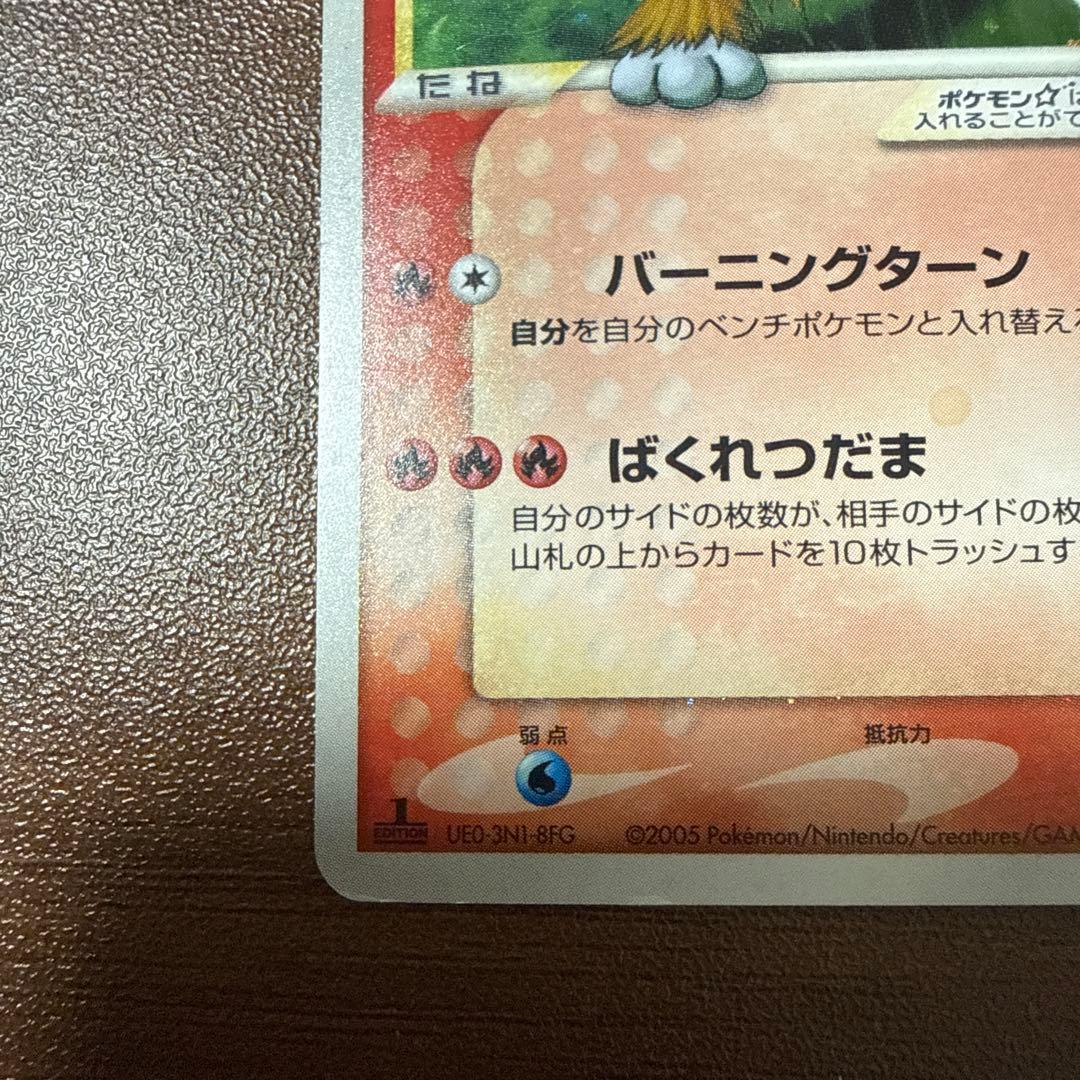 たね
ポケモン☆は
入れることがで
バーニングターン
自分を自分のベンチポケモンと入れ替える
ばくれつだま
自分のサイドの枚数が、相手のサイドの枚
山札の上からカードを10枚トラッシュす
弱点
抵抗力
1
EDITION
UE0-3N1-8FG
©2005 Pokémon/Nintendo/Creatures/GAM